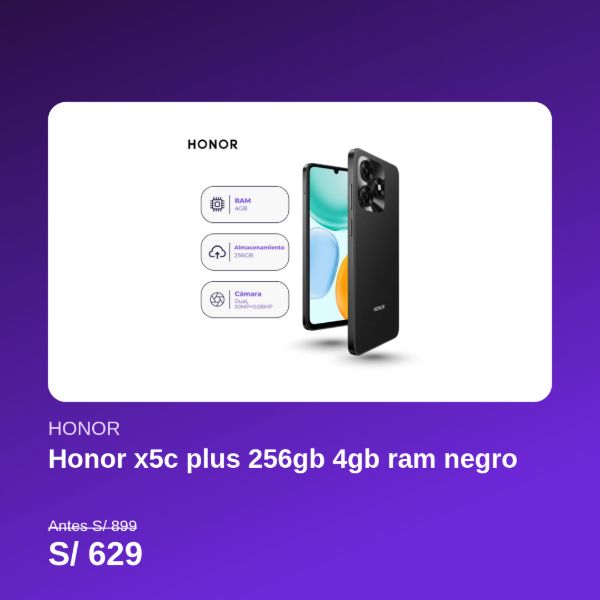 HONOR
RAM
4GB
Almacenamiento
256GB
Cámara
Dual,
50MP+0.08MP
HONOR
HONOR
Honor x5c plus 256gb 4gb ram negro
Antes S/ 899
S/ 629